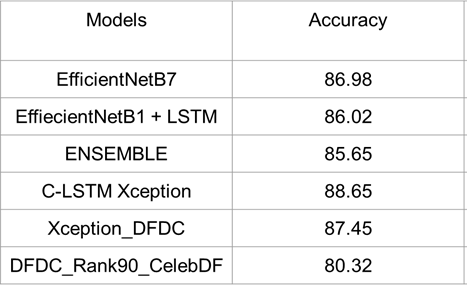 Models Accuracy
EfficientNetB7 86.98
EffiecientNetB1 + LSTM 86.02
ENSEMBLE 85.65
C-LSTM Xception 88.65
Xception_DFDC 87.45
DFDC_Rank90_CelebDF 80.32